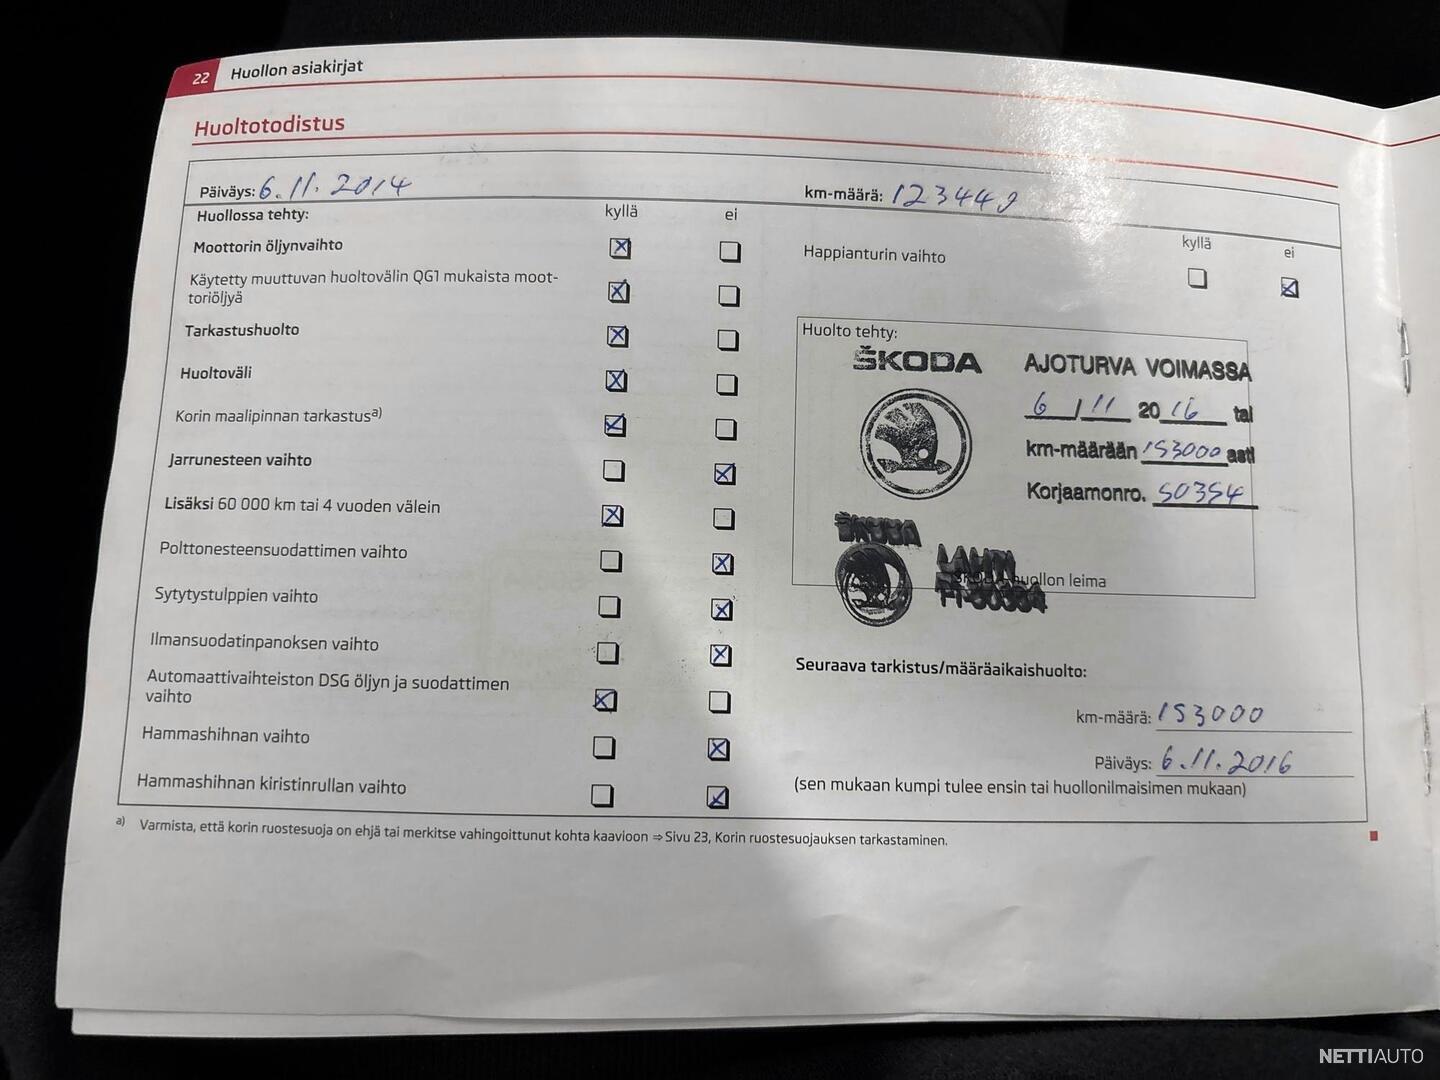 22 Huollon asiakirjat
Huoltotodistus
Päiväys: 6.11.2014 km-määrä: 123449
Huollossa tehty: kyllä ei
Moottorin öljynvaihto
Käytetty muuttuvan huoltovälin QG1 mukaista moot-
toriöljyä
Tarkastushuolto
Huoltoväli
Korin maalipinnan tarkastus a)
Jarrunesteen vaihto
Lisäksi 60 000 km tai 4 vuoden välein
Polttonesteensuodattimen vaihto
Sytytystulppien vaihto
Ilmansuodatinpanoksen vaihto
Automaattivaihteiston DSG öljyn ja suodattimen
vaihto
Hammashihnan vaihto
Hammashihnan kiristinrullan vaihto
kyllä ei
Happianturin vaihto
Huolto tehty:
ŠKODA
AJOTURVA VOIMASSA
6 / 11 2016 tai
km-määrään 153000 asti
Korjaamonro. 50354
ŠKODA
LAHTI
huollon leima
Seuraava tarkistus/määräaikaishuolto:
km-määrä: 153000
Päiväys: 6.11.2016
(sen mukaan kumpi tulee ensin tai huollonilmaisimen mukaan)
a) Varmista, että korin ruostesuoja on ehjä tai merkitse vahingoittunut kohta kaavioon ⇒ Sivu 23, Korin ruostesuojauksen tarkastaminen.
NETTIAUTO